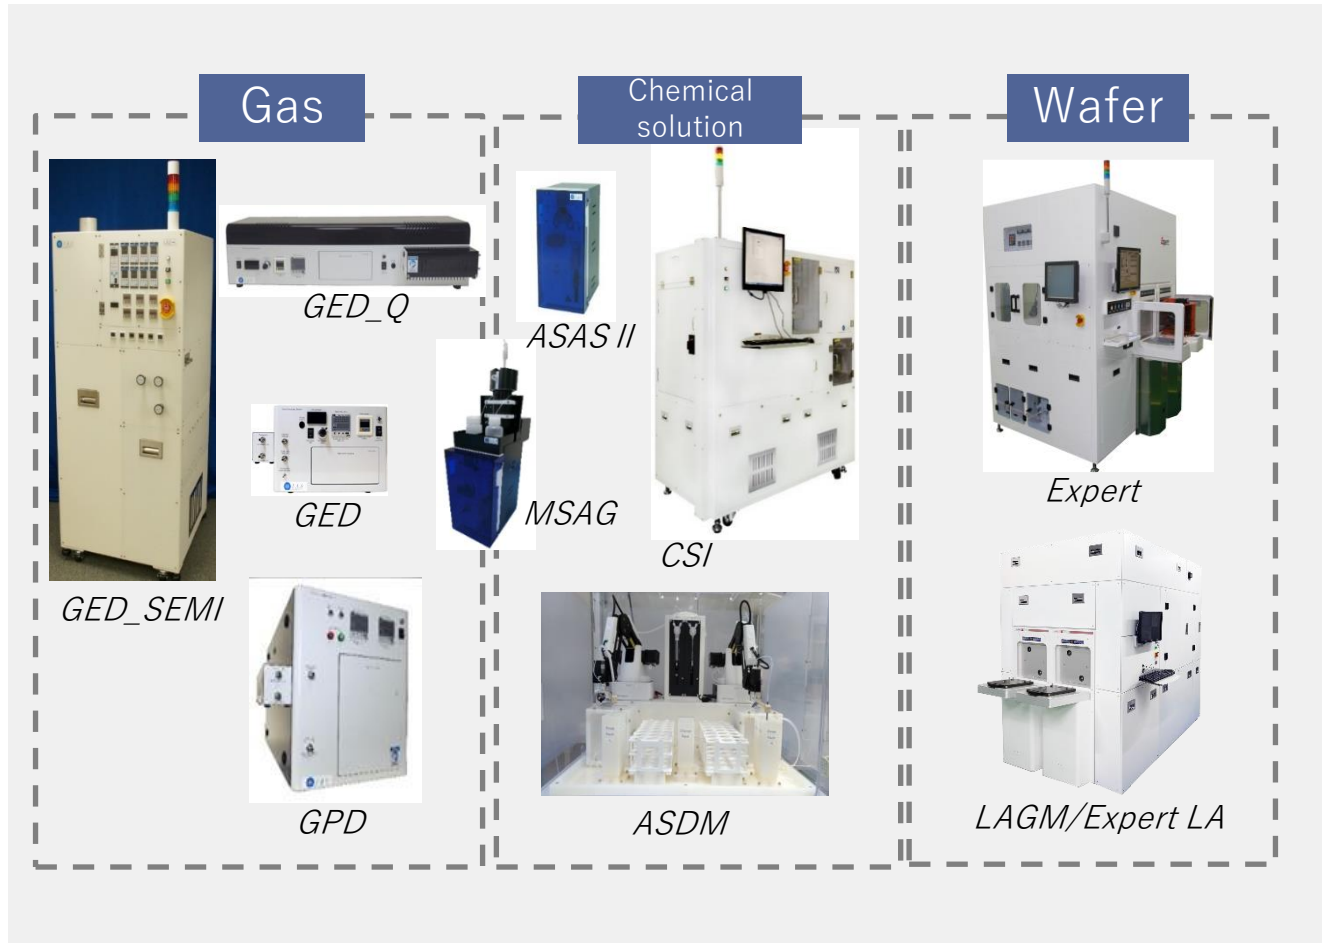 Gas
Chemical
solution
Wafer
GED_Q
ASAS II
GED
MSAG
Expert
CSI
GED_SEMI
GPD
ASDM
LAGM/Expert LA